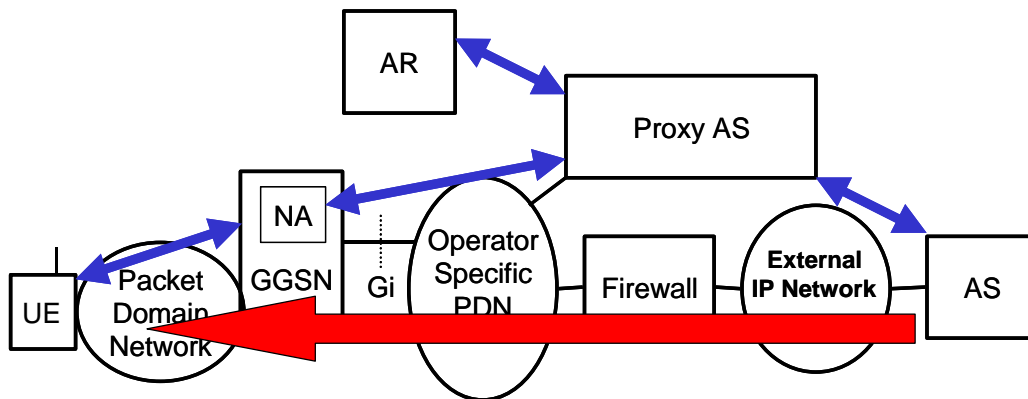 AR
Proxy AS
NA
GGSN
Gi
Operator
Specific
PDN
Packet
Domain
Network
UE
Firewall
External
IP Network
AS